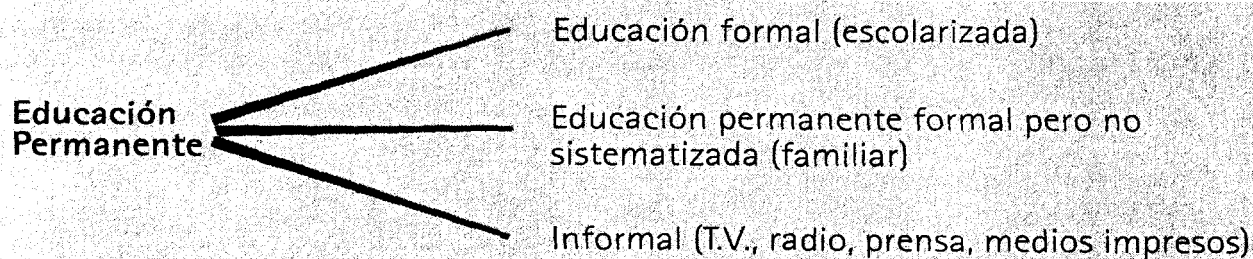 Educación formal (escolarizada)
Educación
Permanente
Educación permanente formal pero no
sistematizada (familiar)
Informal (T.V., radio, prensa, medios impresos)